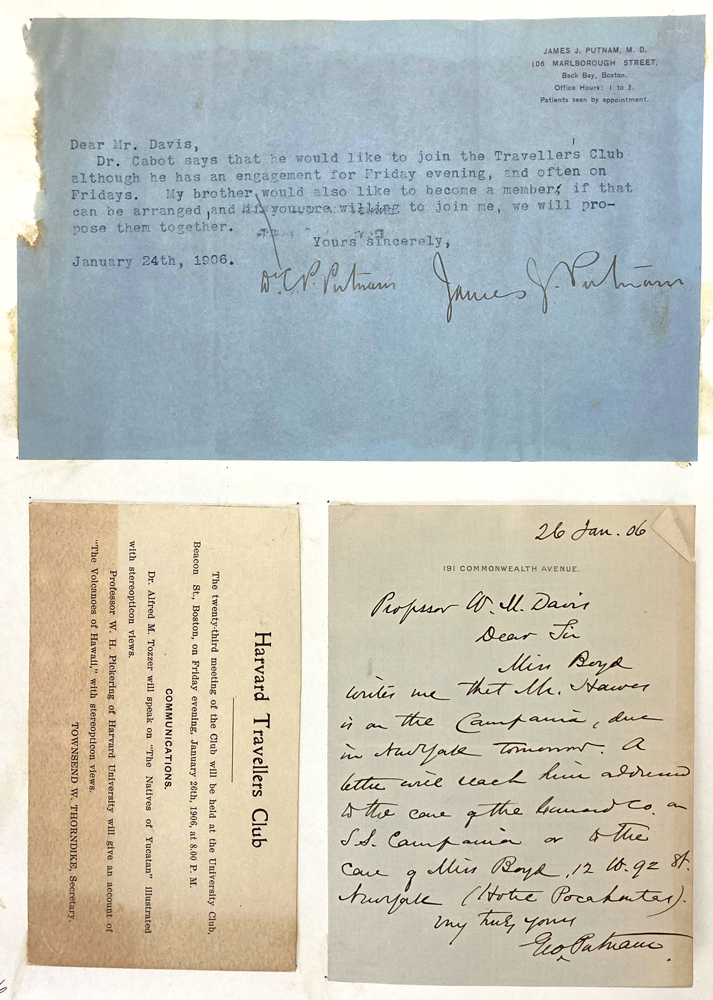 JAMES J. PUTNAM, M. D.
106 MARLBOROUGH STREET,
Back Bay, Boston.
Office Hours: 1 to 3.
Patients seen by appointment.
Dear Mr. Davis,
Dr. Cabot says that he would like to join the Travellers Club
although he has an engagement for Friday evening, and often on
Fridays. My brother would also like to become a member, if that
can be arranged, and if you are willing to join me, we will pro-
pose them together.
Yours sincerely,
January 24th, 1906.
Dr. C. P. Putnam James J. Putnam
Harvard Travellers Club
The twenty-third meeting of the Club will be held at the University Club,
Beacon St., Boston, on Friday evening, January 26th, 1906, at 8.00 P. M.
COMMUNICATIONS.
Dr. Alfred M. Tozzer will speak on "The Natives of Yucatan" illustrated
with stereopticon views.
Professor W. H. Pickering of Harvard University will give an account of
"The Volcanoes of Hawaii," with stereopticon views.
TOWNSEND W. THORNDIKE, Secretary.
26 Jan. 06
191 COMMONWEALTH AVENUE.
Professor W. M. Davis
Dear Sir
Miss Boyd
writes me that Mr. Hawes
is on the Campania, due
in New York tomorrow. A
letter will reach him addressed
to the care of the Cunard Co. on
S.S. Campania or to the
care of Miss Boyd, 12 W. 92 St.
New York (Hotel Pocahontas).
very truly yours
Geo. Putnam